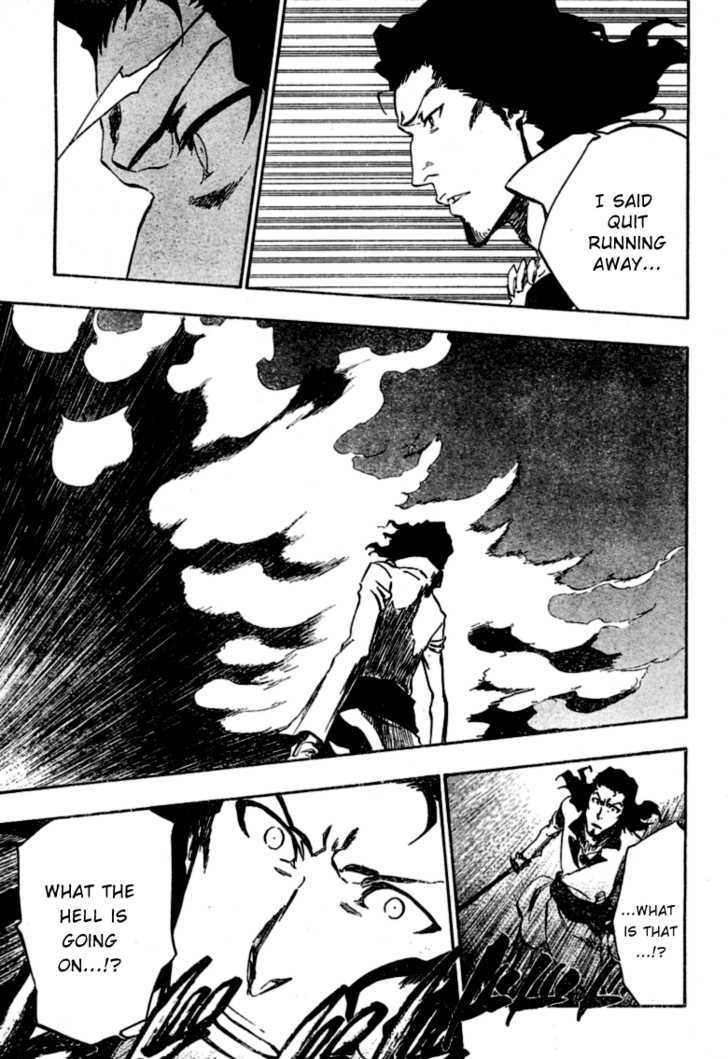 I SAID
QUIT
RUNNING
AWAY...
...WHAT
IS THAT
...!?
WHAT THE
HELL IS
GOING
ON...!?